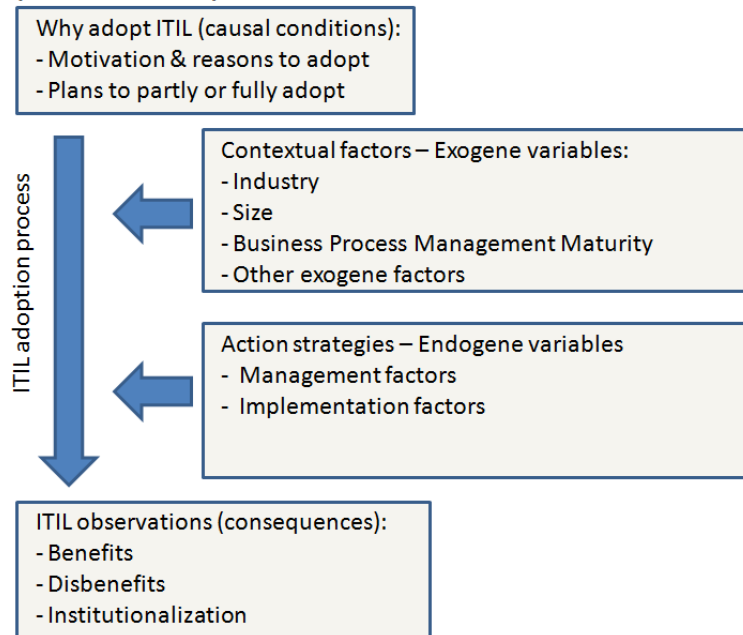 Why adopt ITIL (causal conditions):
- Motivation & reasons to adopt
- Plans to partly or fully adopt
ITIL adoption process
Contextual factors – Exogene variables:
- Industry
- Size
- Business Process Management Maturity
- Other exogene factors
Action strategies – Endogene variables
- Management factors
- Implementation factors
ITIL observations (consequences):
- Benefits
- Disbenefits
- Institutionalization